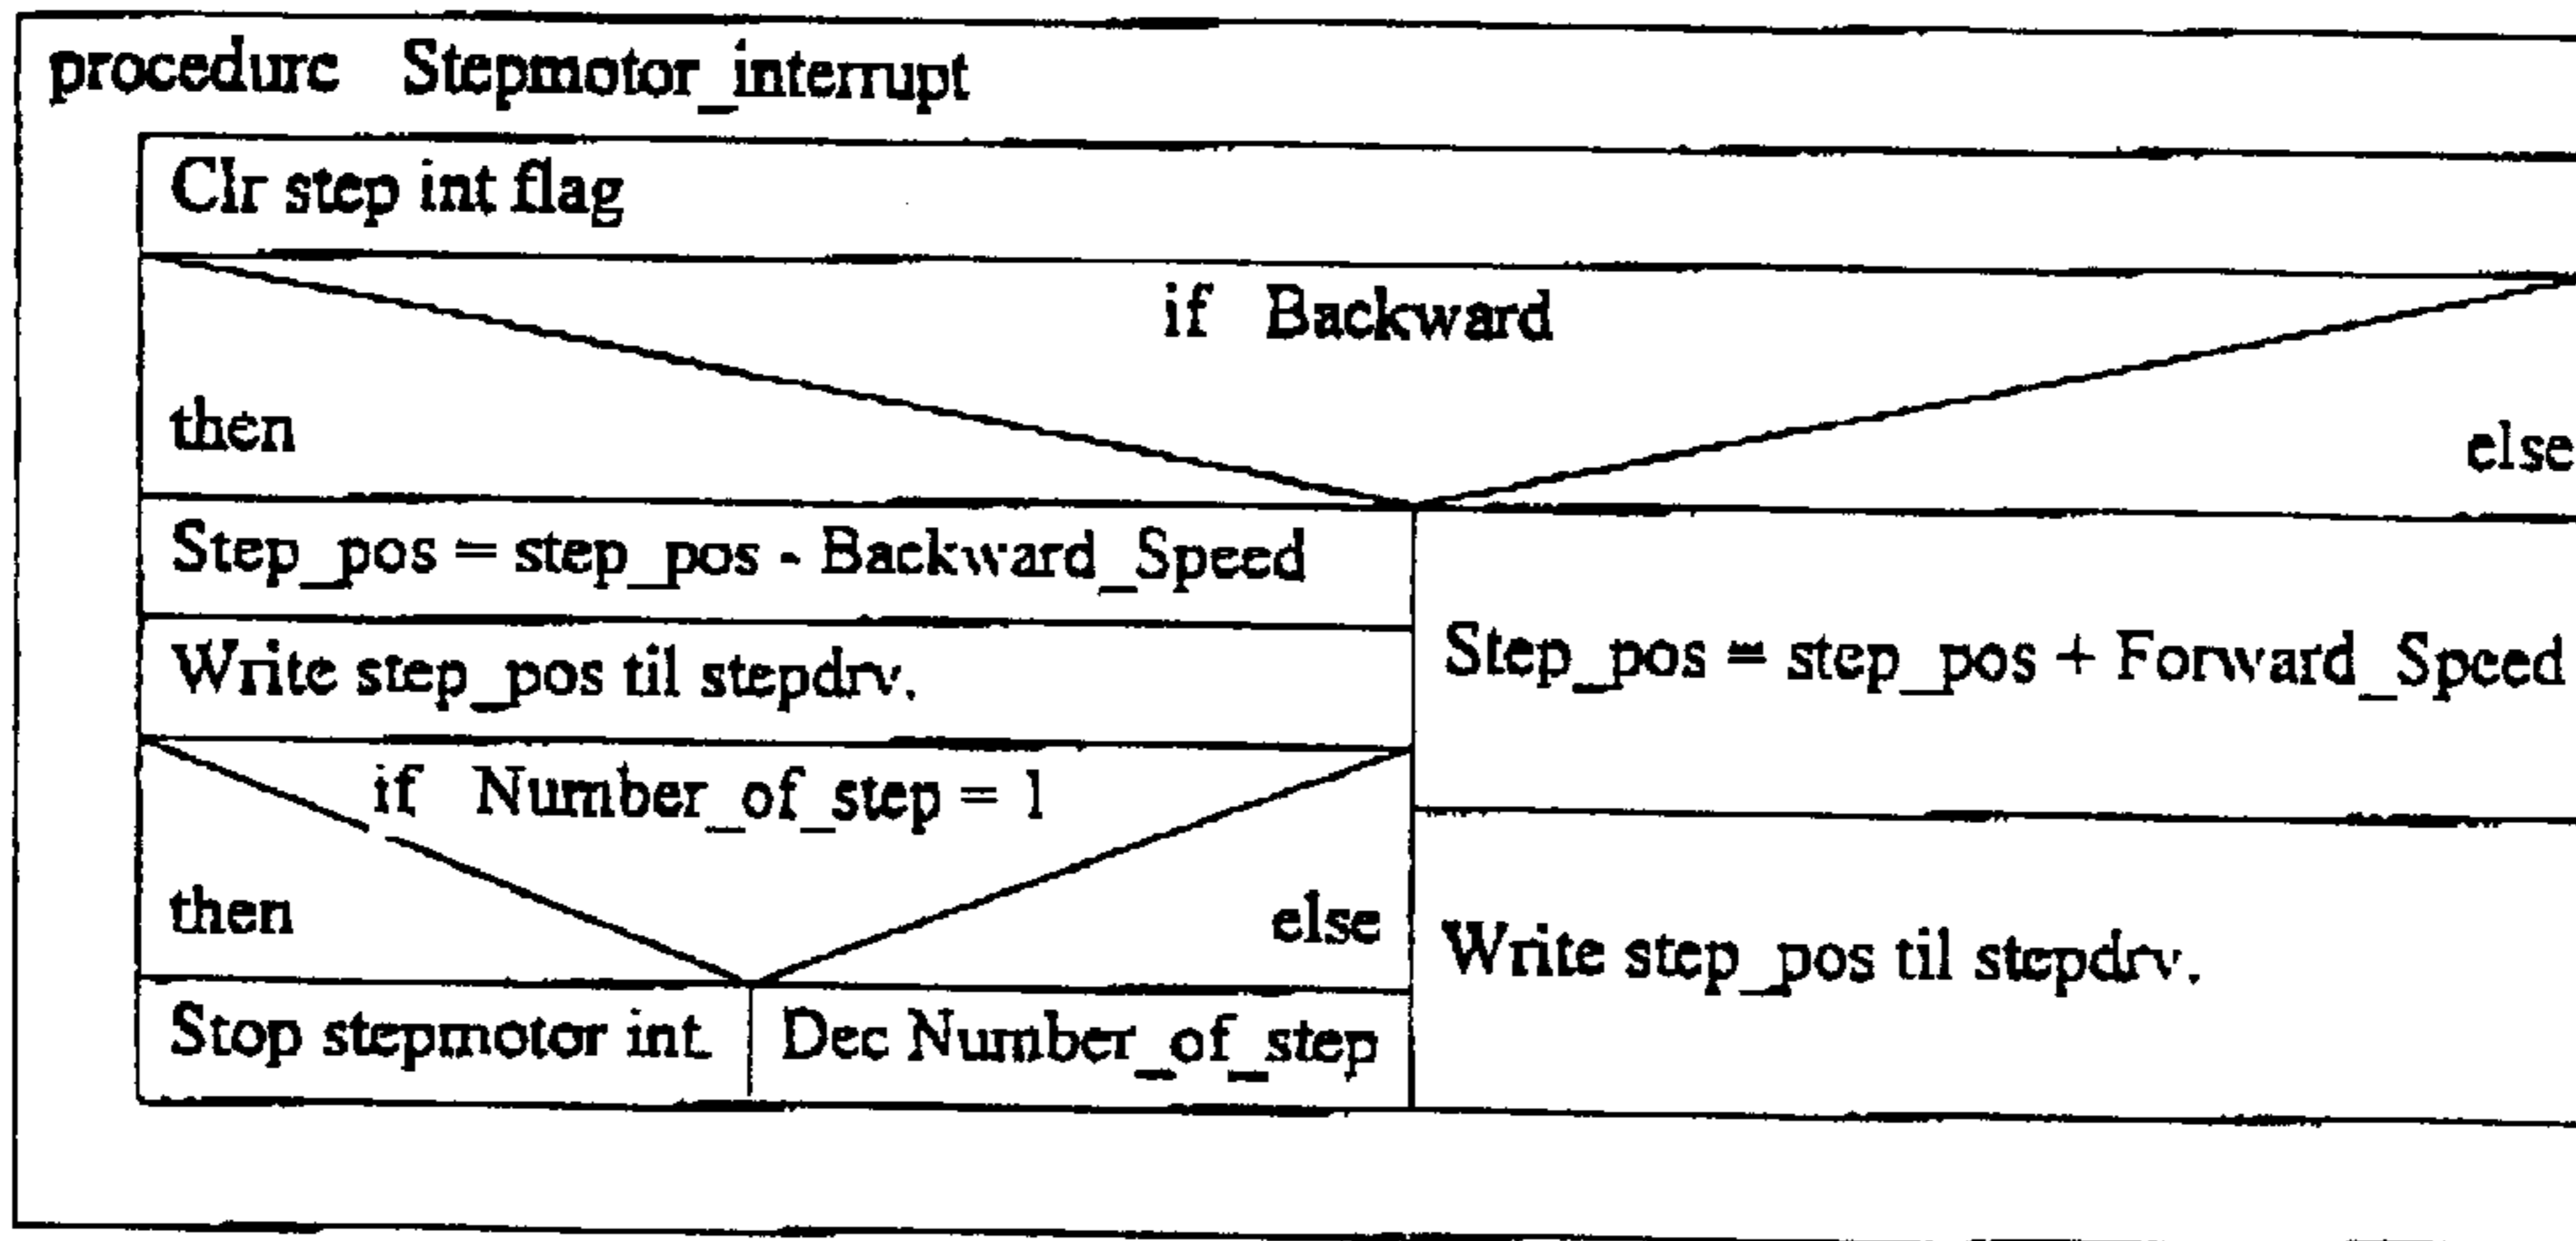 procedure Stepmotor_interrupt
Clr step int flag
if Backward
then
else
Step_pos = step_pos - Backward_Speed
Write step_pos til stepdrv.
if Number_of_step = 1
then
else
Stop stepmotor int.
Dec Number_of_step
Step_pos = step_pos + Forward_Speed
Write step_pos til stepdrv.